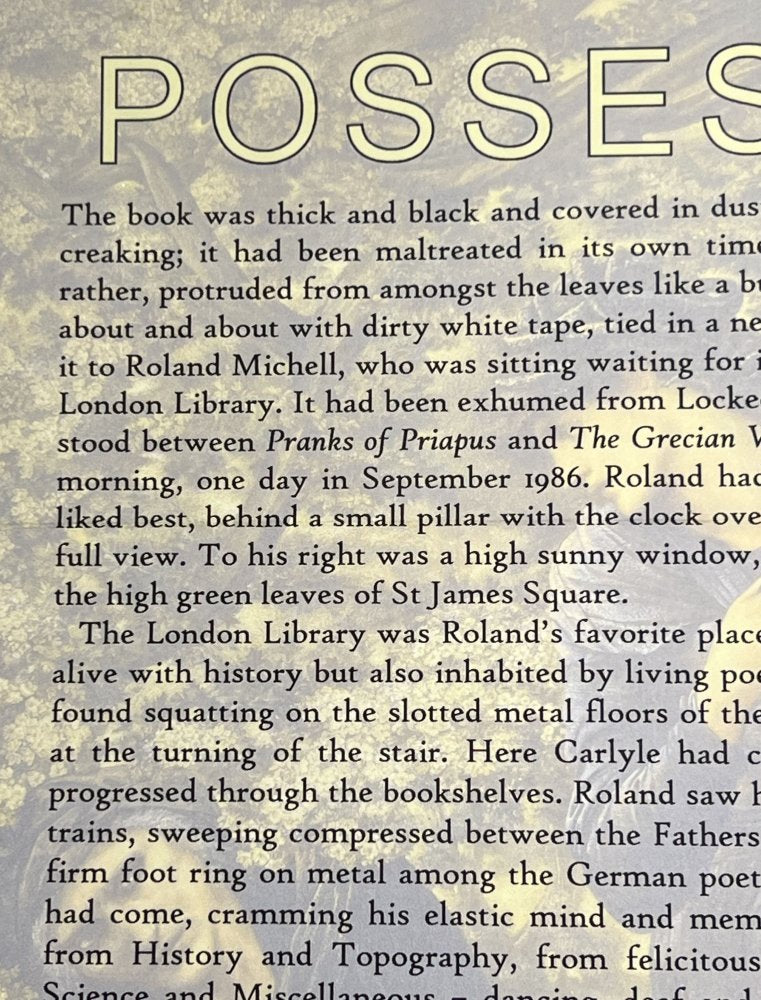 POSSES
The book was thick and black and covered in dus
creaking; it had been maltreated in its own time
rather, protruded from amongst the leaves like a bu
about and about with dirty white tape, tied in a ne
it to Roland Michell, who was sitting waiting for i
London Library. It had been exhumed from Locke
stood between Pranks of Priapus and The Grecian W
morning, one day in September 1986. Roland had
liked best, behind a small pillar with the clock ove
full view. To his right was a high sunny window,
the high green leaves of St James Square.
The London Library was Roland's favorite place
alive with history but also inhabited by living poe
found squatting on the slotted metal floors of the
at the turning of the stair. Here Carlyle had c
progressed through the bookshelves. Roland saw h
trains, sweeping compressed between the Fathers
firm foot ring on metal among the German poet
had come, cramming his elastic mind and mem
from History and Topography, from felicitous
Science and Miscellaneous – dancing, deaf and